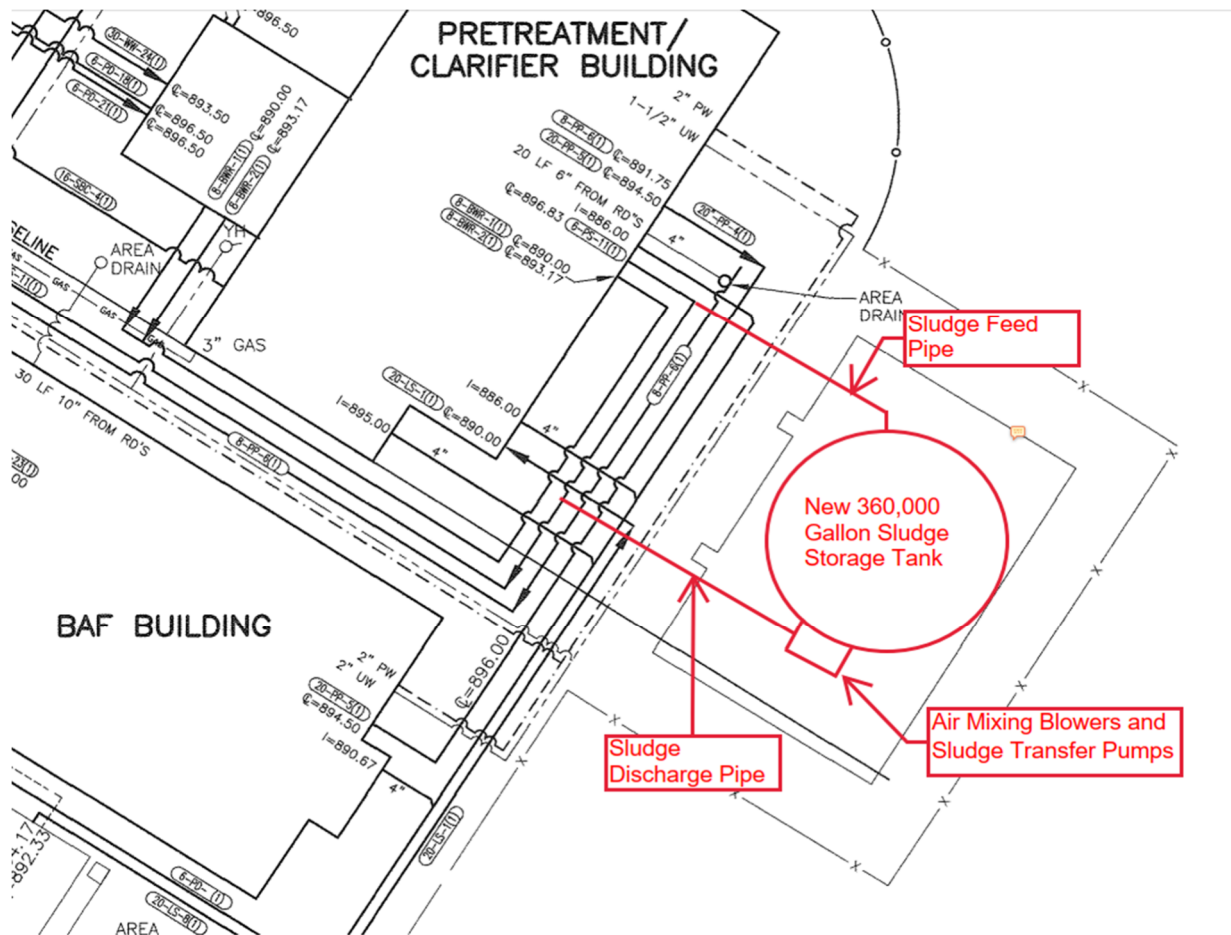 PRETREATMENT/
CLARIFIER BUILDING
896.50
30-WW-24(1)
6-PD-18(1)
6-PD-21(1)
℄=893.50
℄=896.50
℄=896.50
8-BWR-1(1) ℄=890.00
8-BWR-2(1) ℄=893.17
16-SBC-4(1)
YH
AREA
DRAIN
GAS
GAS
GAS
3" GAS
30 LF 10" FROM RD'S
2" PW
1-1/2" UW
8-PP-6(1) ℄=891.75
20-PP-5(1) ℄=894.50
20 LF 6" FROM RD'S
I=886.00
℄=896.83 6-PS-11(1)
8-BWR-1(1) ℄=890.00
8-BWR-2(1) ℄=893.17
20"-PP-4(1)
4"
AREA
DRAIN
Sludge Feed
Pipe
8-PP-6(1)
20-LS-1(1) ℄=890.00
I=886.00
I=895.00
4"
4"
8-PP-6(1)
New 360,000
Gallon Sludge
Storage Tank
BAF BUILDING
2" PW
2" UW
20-PP-5(1)
℄=894.50
I=890.67
4"
℄=896.00
Sludge
Discharge Pipe
Air Mixing Blowers and
Sludge Transfer Pumps
20-LS-1(1)
892.33
6-PD- (1)
20-LS-8(1)
AREA